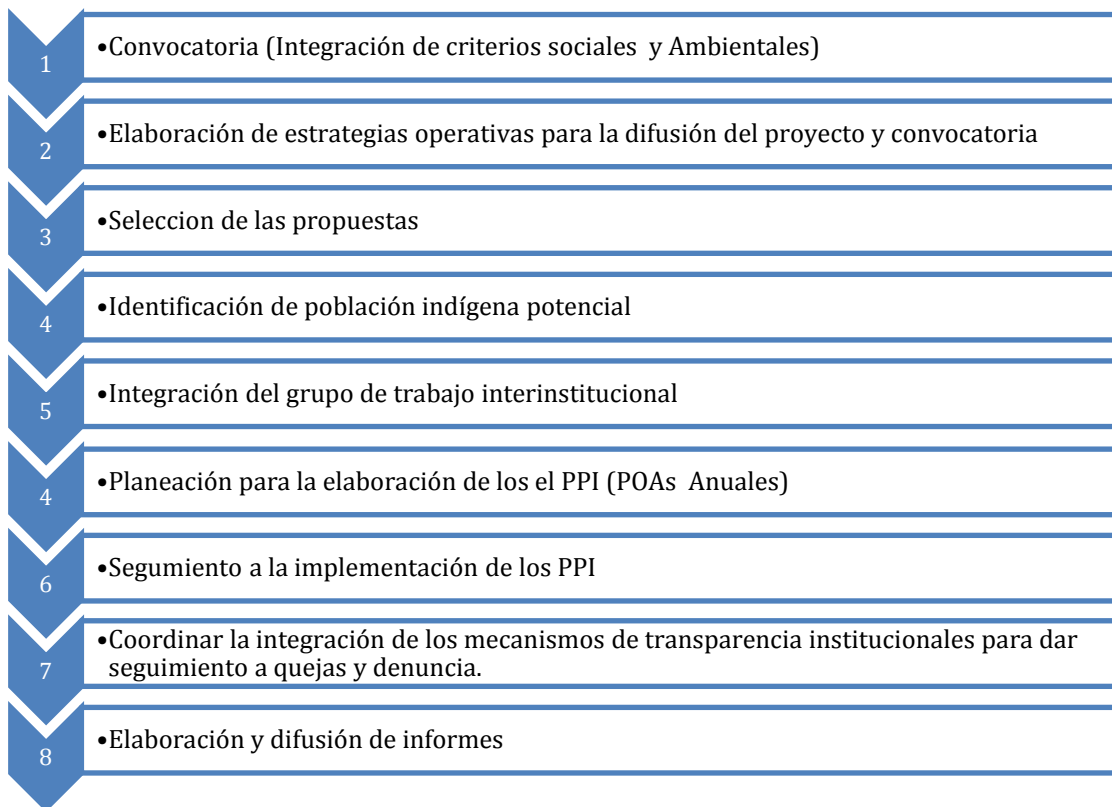 1
•Convocatoria (Integración de criterios sociales y Ambientales)
2
•Elaboración de estrategias operativas para la difusión del proyecto y convocatoria
3
•Seleccion de las propuestas
4
•Identificación de población indígena potencial
5
•Integración del grupo de trabajo interinstitucional
4
•Planeación para la elaboración de los el PPI (POAs Anuales)
6
•Segumiento a la implementación de los PPI
7
•Coordinar la integración de los mecanismos de transparencia institucionales para dar
seguimiento a quejas y denuncia.
8
•Elaboración y difusión de informes